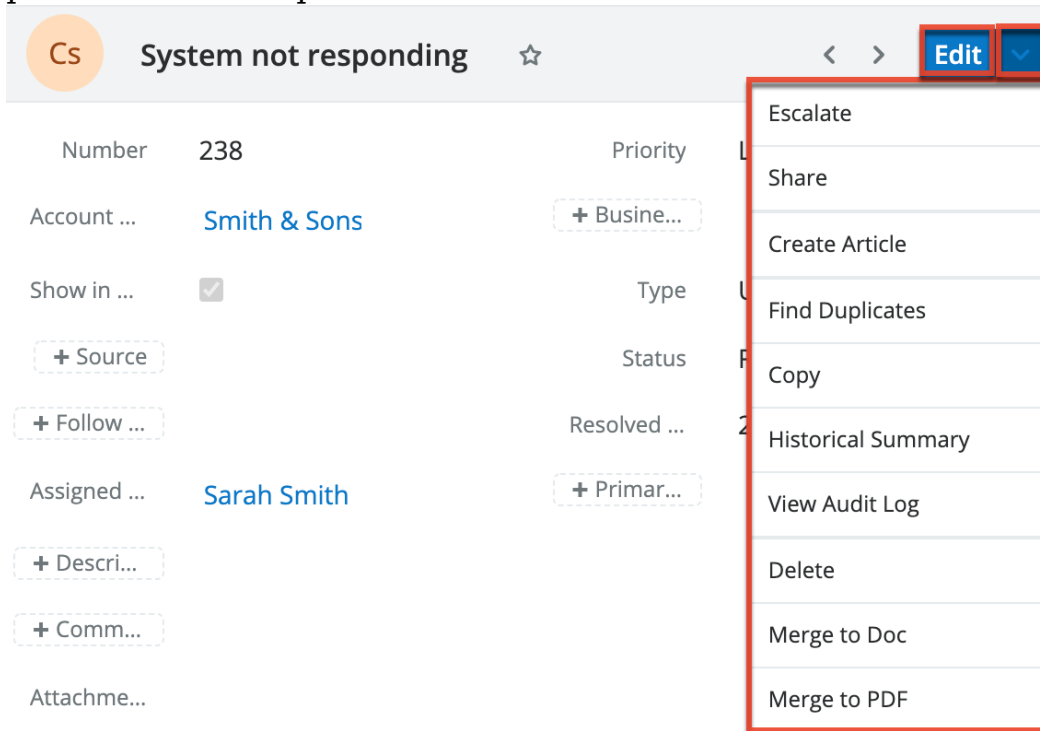 Cs System not responding Edit
Escalate
Number 238 Priority L
Share
Account ... Smith & Sons + Busine...
Create Article
Show in ... Type
Find Duplicates
+ Source Status
Copy
+ Follow ... Resolved ... 2
Historical Summary
Assigned ... Sarah Smith + Primar...
View Audit Log
+ Descri...
Delete
+ Comm...
Merge to Doc
Attachme...
Merge to PDF